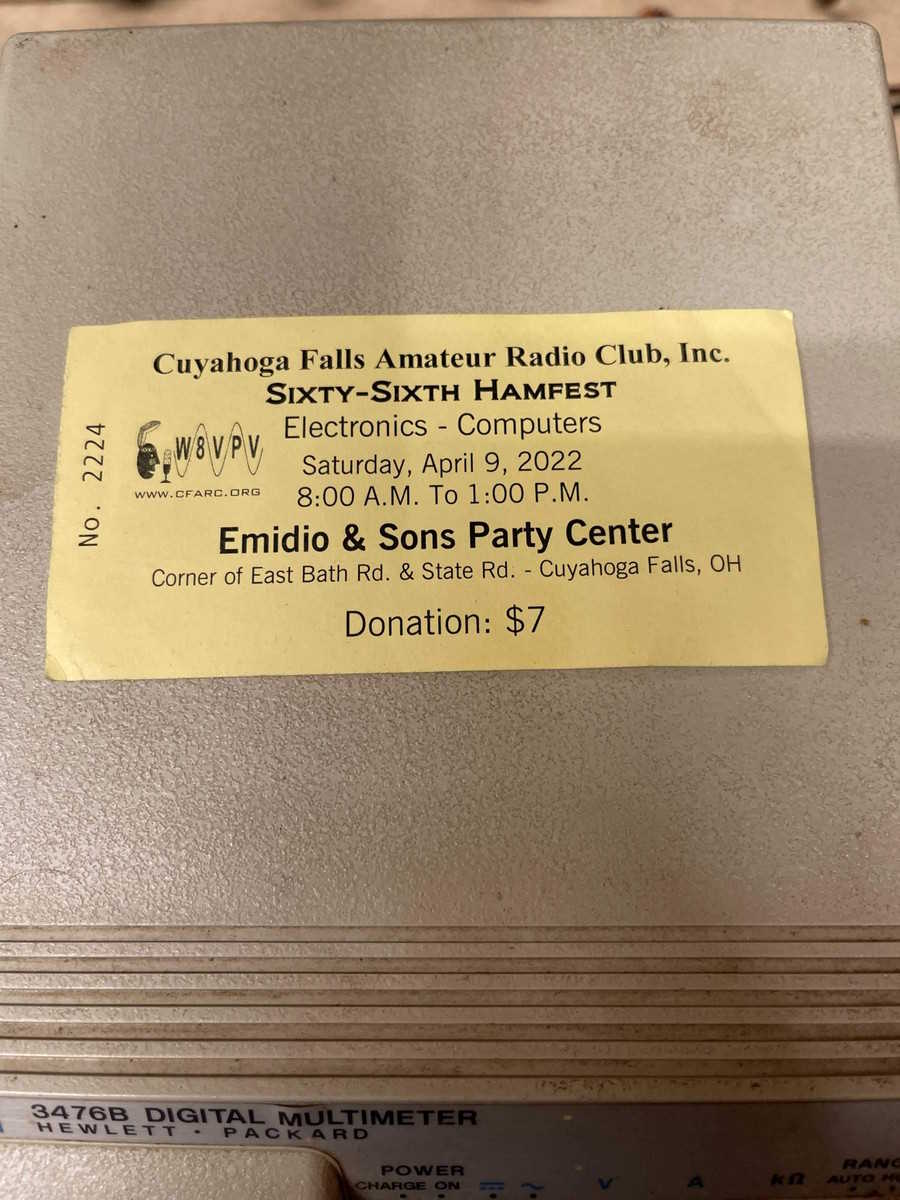 Cuyahoga Falls Amateur Radio Club, Inc.
Sixty-Sixth Hamfest
Electronics - Computers
Saturday, April 9, 2022
8:00 A.M. To 1:00 P.M.
Emidio & Sons Party Center
Corner of East Bath Rd. & State Rd. - Cuyahoga Falls, OH
Donation: $7
No. 2224
W8VPV
WWW.CFARC.ORG
3476B DIGITAL MULTIMETER
HEWLETT · PACKARD
POWER
CHARGE ON
V A kΩ
AUTO